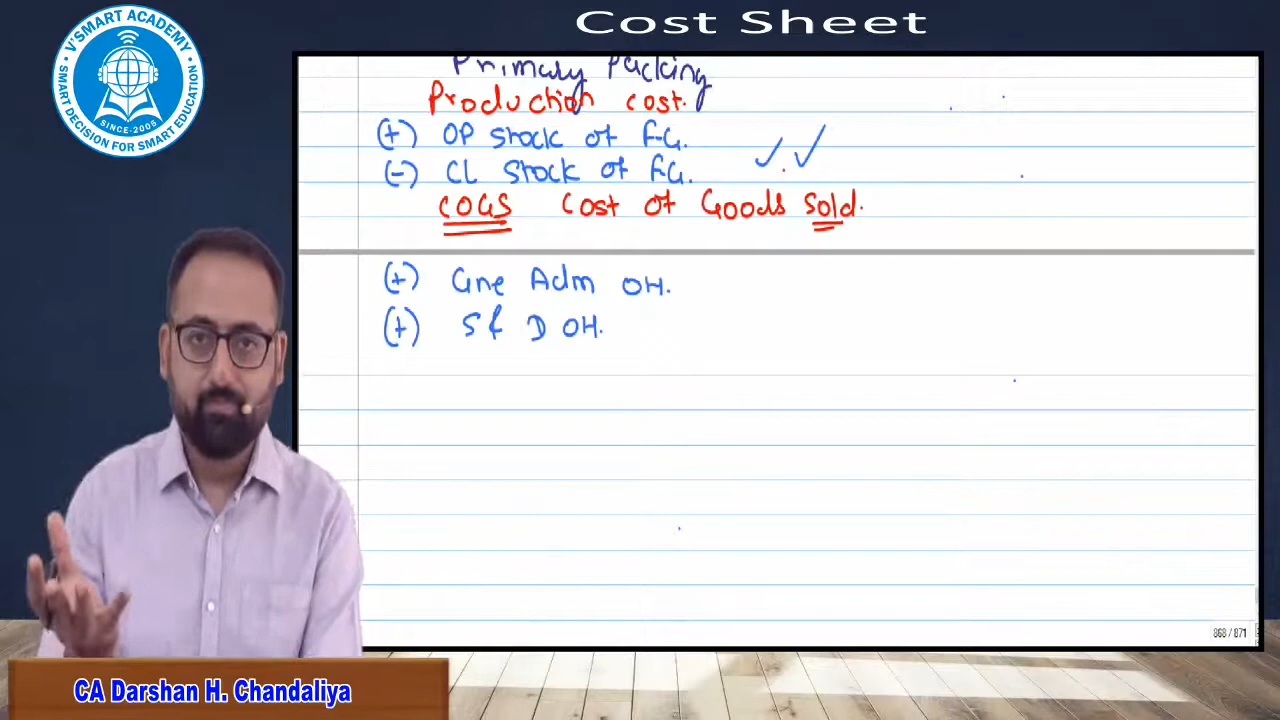 Cost Sheet
V'SMART ACADEMY
SINCE-2005
SMART DECISION FOR SMART EDUCATION
Primary Packing
Production cost.
(+) OP stock of F.G.
(-) CL stock of F.G.
COGS Cost of Goods Sold.
(+) Gne Adm OH.
(+) S & D OH.
868 / 871
CA Darshan H. Chandaliya